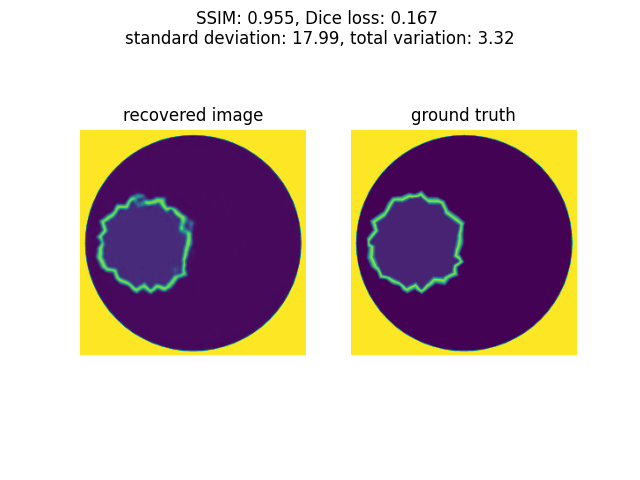 SSIM: 0.955, Dice loss: 0.167
standard deviation: 17.99, total variation: 3.32
recovered image
ground truth